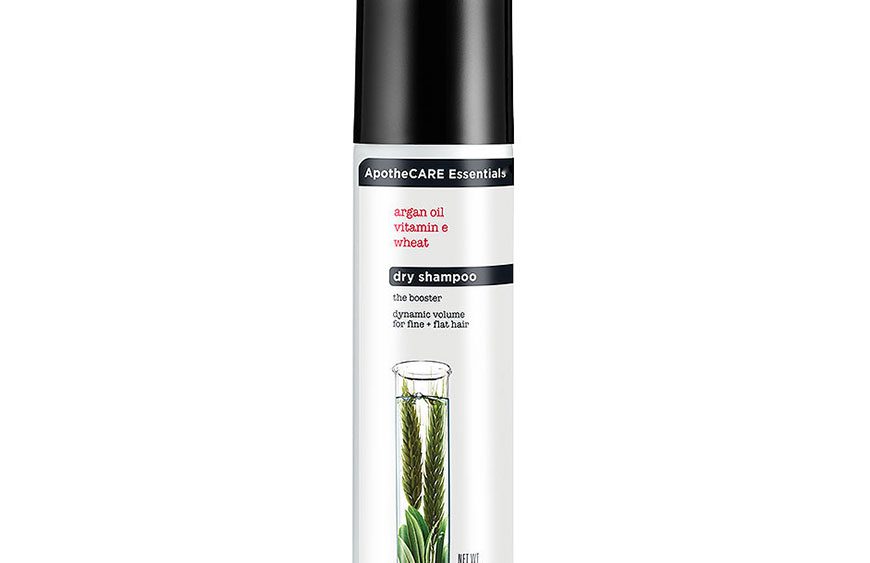 ApotheCARE Essentials
argan oil
vitamin e
wheat
dry shampoo
the booster
dynamic volume
for fine + flat hair
NET WT